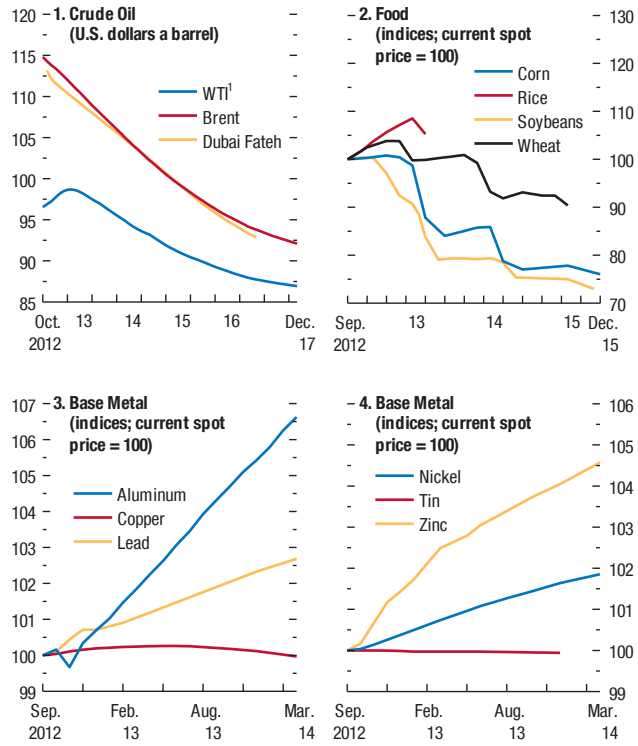 1. Crude Oil
(U.S. dollars a barrel)
120
115
110
105
100
95
90
85
WTI¹
Brent
Dubai Fateh
Oct. 13 14 15 16 Dec.
2012 17
2. Food
(indices; current spot
price = 100)
130
120
110
100
90
80
70
Corn
Rice
Soybeans
Wheat
Sep. 13 14 15 Dec.
2012 15
3. Base Metal
(indices; current spot
price = 100)
107
106
105
104
103
102
101
100
99
Aluminum
Copper
Lead
Sep. Feb. Aug. Mar.
2012 13 13 14
4. Base Metal
(indices; current spot
price = 100)
106
105
104
103
102
101
100
99
Nickel
Tin
Zinc
Sep. Feb. Aug. Mar.
2012 13 13 14